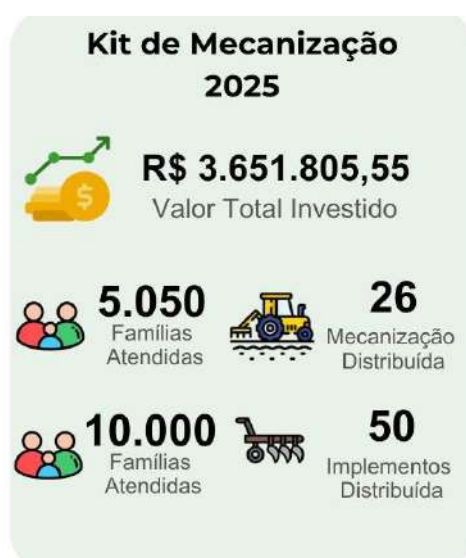 Kit de Mecanização
2025
R$ 3.651.805,55
Valor Total Investido
5.050
Famílias
Atendidas
26
Mecanização
Distribuída
10.000
Famílias
Atendidas
50
Implementos
Distribuída